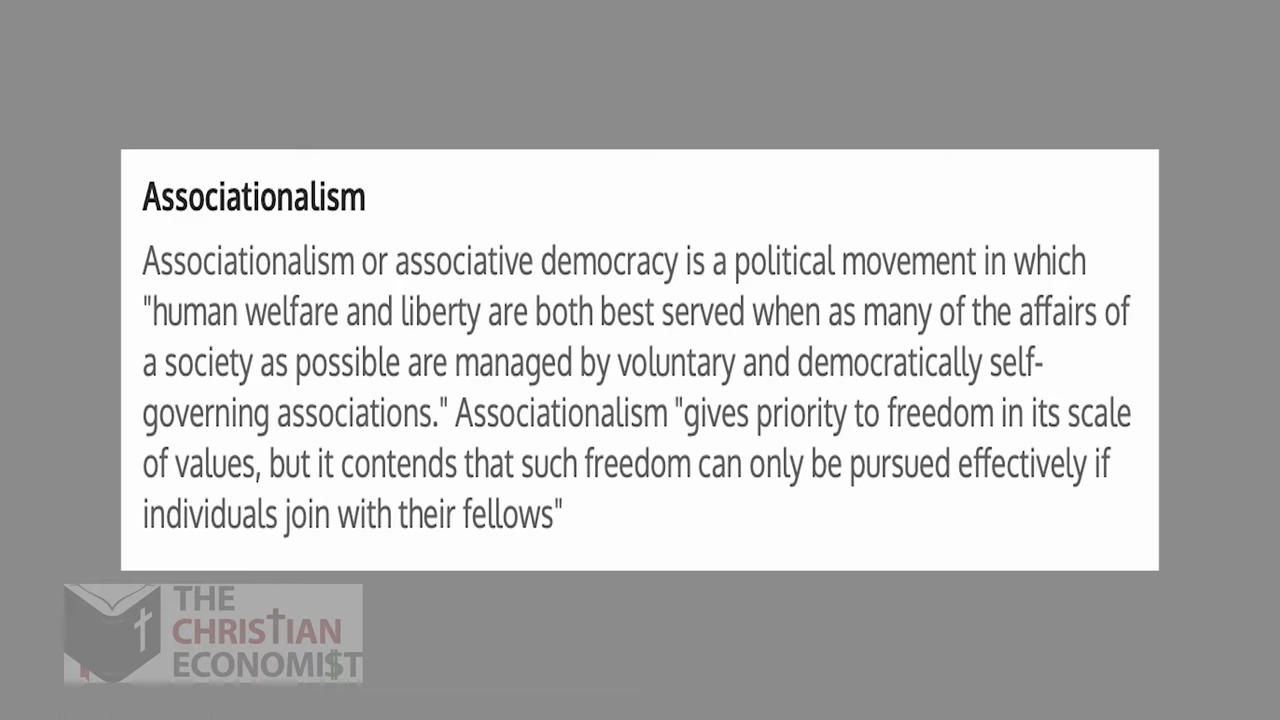 Associationalism
Associationalism or associative democracy is a political movement in which
"human welfare and liberty are both best served when as many of the affairs of
a society as possible are managed by voluntary and democratically self-
governing associations." Associationalism "gives priority to freedom in its scale
of values, but it contends that such freedom can only be pursued effectively if
individuals join with their fellows"
THE
CHRISTIAN
ECONOMI$T